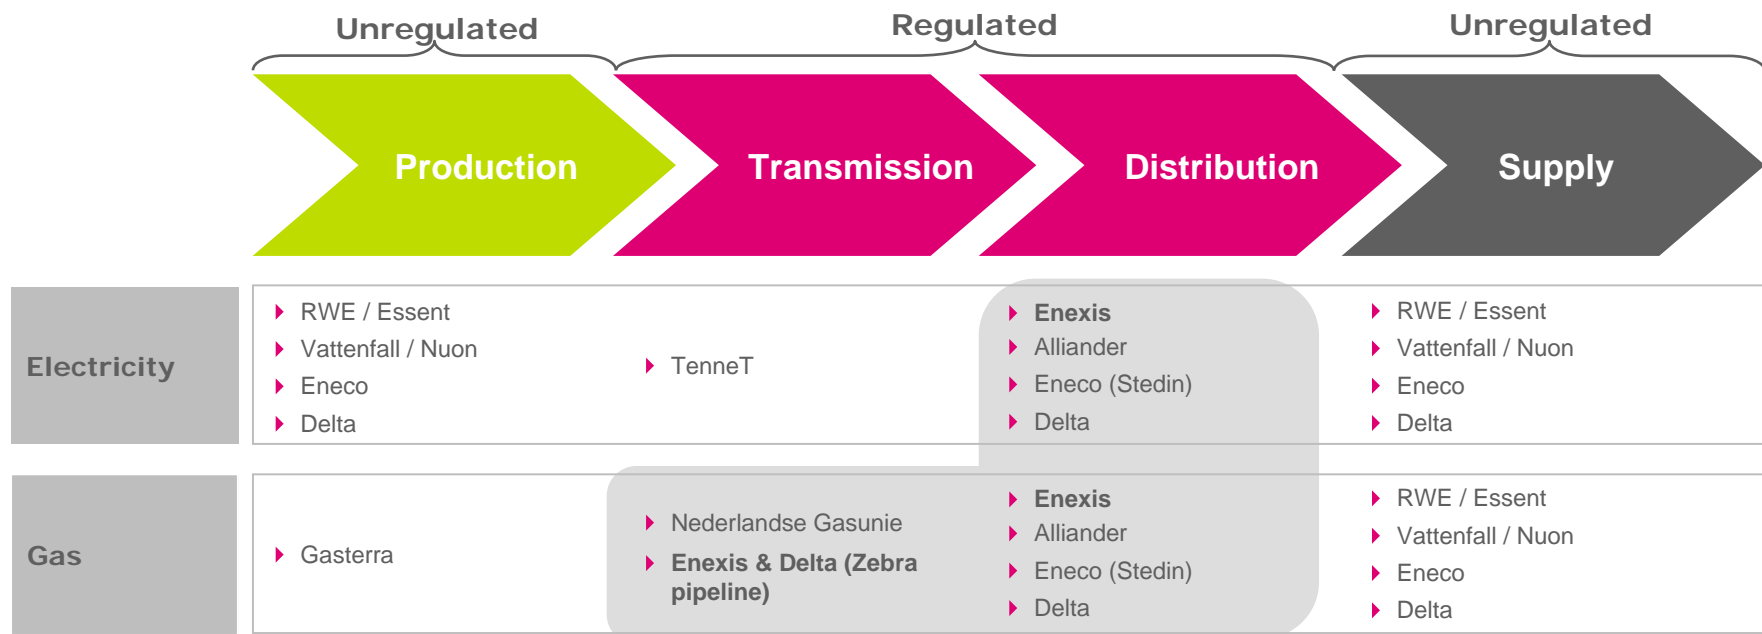 Unregulated
Regulated
Unregulated
Production
Transmission
Distribution
Supply
Electricity
RWE / Essent
Vattenfall / Nuon
Eneco
Delta
TenneT
Enexis
Alliander
Eneco (Stedin)
Delta
RWE / Essent
Vattenfall / Nuon
Eneco
Delta
Gas
Gasterra
Nederlandse Gasunie
Enexis & Delta (Zebra
pipeline)
Enexis
Alliander
Eneco (Stedin)
Delta
RWE / Essent
Vattenfall / Nuon
Eneco
Delta